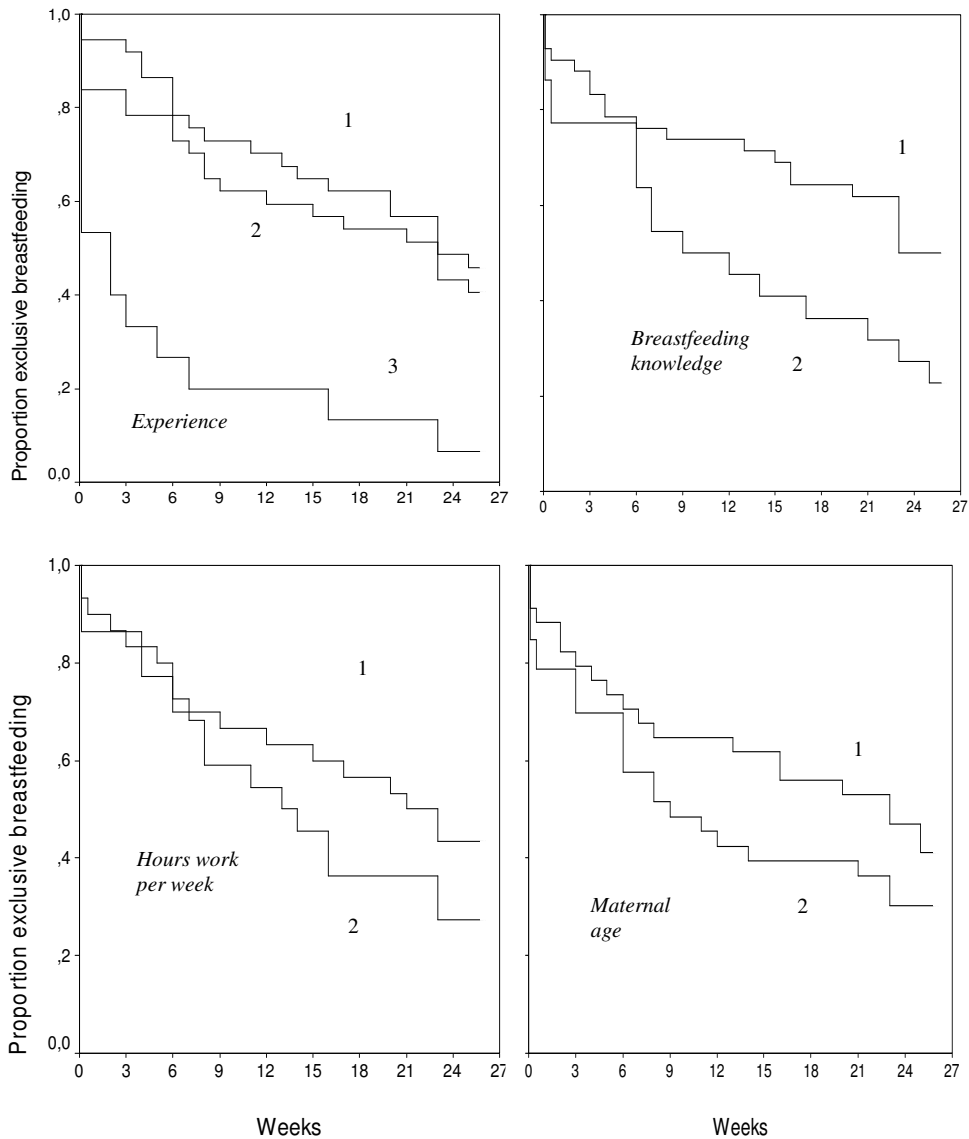 Proportion exclusive breastfeeding
1,0
,8
,6
,4
,2
0,0
1
2
3
Experience
0 3 6 9 12 15 18 21 24 27
1
Breastfeeding
knowledge
2
0 3 6 9 12 15 18 21 24 27
Proportion exclusive breastfeeding
1,0
,8
,6
,4
,2
0,0
1
Hours work
per week
2
0 3 6 9 12 15 18 21 24 27
Weeks
1
Maternal
age
2
0 3 6 9 12 15 18 21 24 27
Weeks